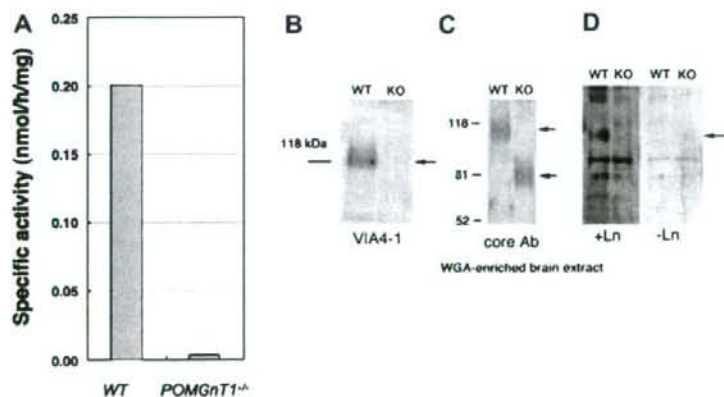 A
Specific activity (nmol/h/mg)
0.25
0.20
0.15
0.10
0.05
0.00
WT POMGnT1-/-
B
WT KO
118 kDa
VIA4-1
C
WT KO
118
81
52
core Ab
D
WT KO WT KO
+Ln -Ln
WGA-enriched brain extract